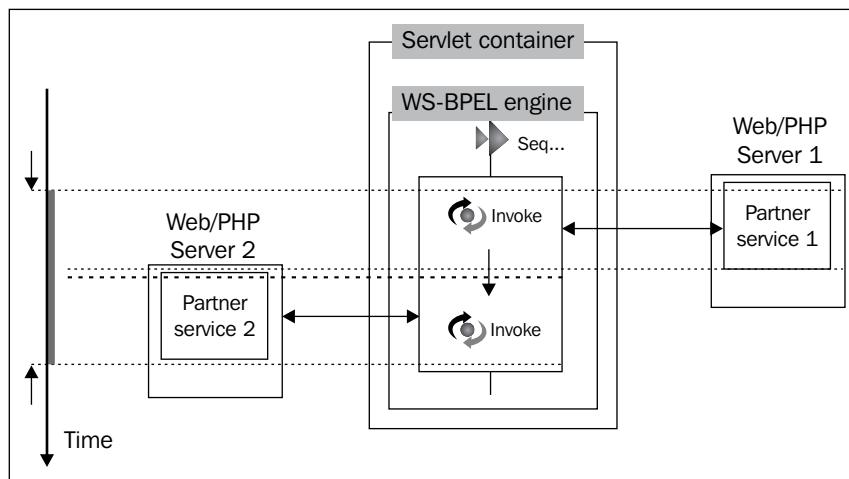 Servlet container
WS-BPEL engine
Seq...
Web/PHP
Server 1
Invoke
Partner
service 1
Web/PHP
Server 2
Partner
service 2
Invoke
Time